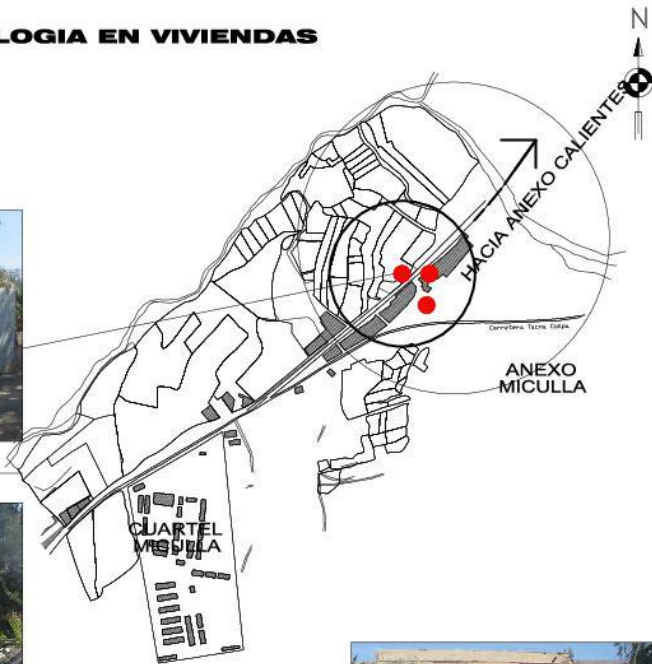 LOGIA EN VIVIENDAS
N
HACIA ANEXO CALIENTES
Carretera Tacna Collpa
ANEXO
MICULLA
CUARTEL
MICULLA